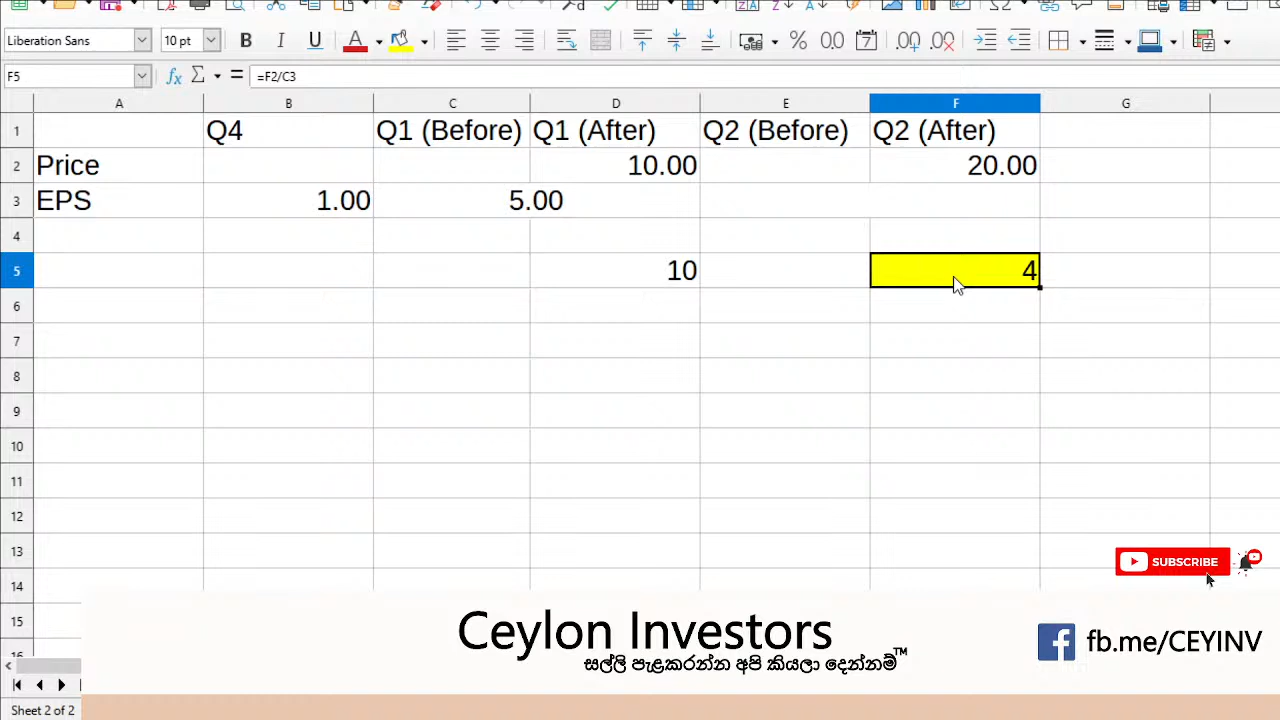 Liberation Sans 10 pt
F5 =F2/C3
A B C D E F G
1 Q4 Q1 (Before) Q1 (After) Q2 (Before) Q2 (After)
2 Price 10.00 20.00
3 EPS 1.00 5.00
4
5 10 4
6
7
8
9
10
11
12
13
SUBSCRIBE
14
15
Ceylon Investors
fb.me/CEYINV
සල්ලි පැළකරන්න අපි කියලා දෙන්නම් ™
Sheet 2 of 2